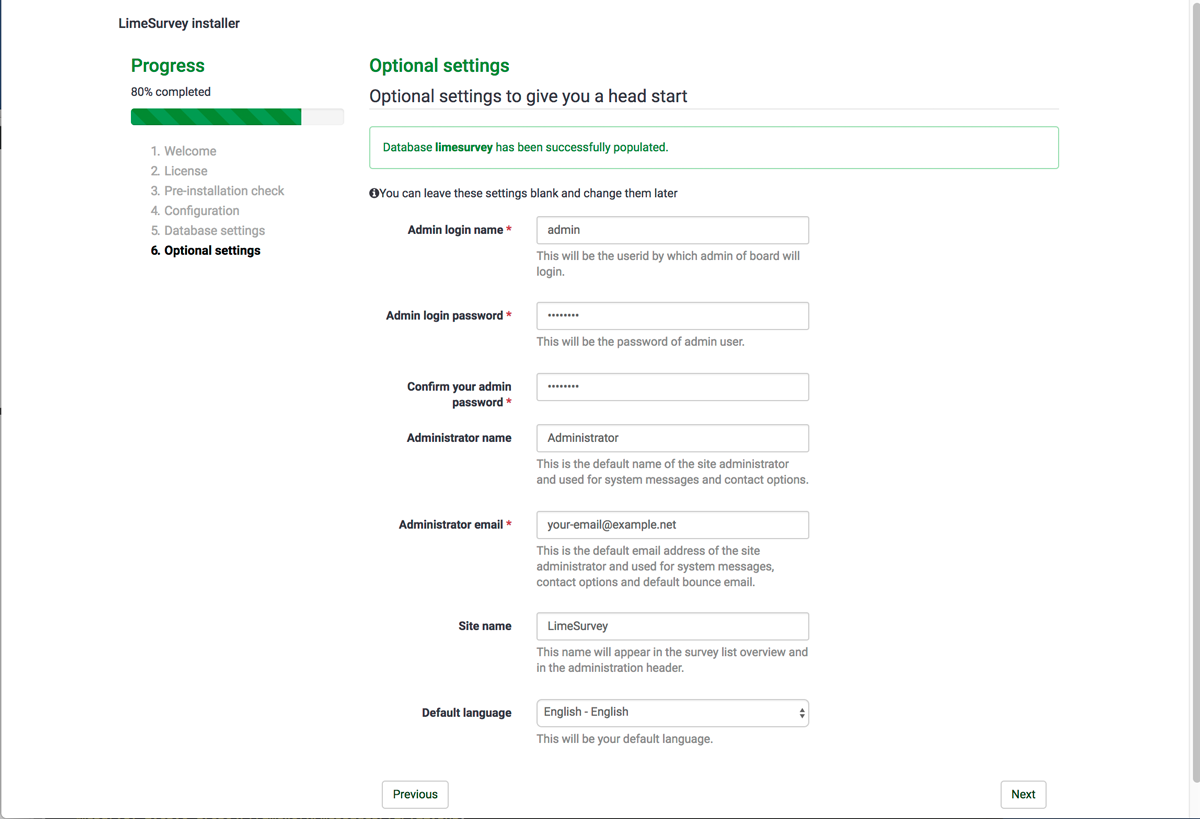 LimeSurvey installer
Progress
80% completed
1. Welcome
2. License
3. Pre-installation check
4. Configuration
5. Database settings
6. Optional settings
Optional settings
Optional settings to give you a head start
Database limesurvey has been successfully populated.
You can leave these settings blank and change them later
Admin login name *
admin
This will be the userid by which admin of board will
login.
Admin login password *
••••••••
This will be the password of admin user.
Confirm your admin
password *
••••••••
Administrator name
Administrator
This is the default name of the site administrator
and used for system messages and contact options.
Administrator email *
your-email@example.net
This is the default email address of the site
administrator and used for system messages,
contact options and default bounce email.
Site name
LimeSurvey
This name will appear in the survey list overview and
in the administration header.
Default language
English - English
This will be your default language.
Previous
Next